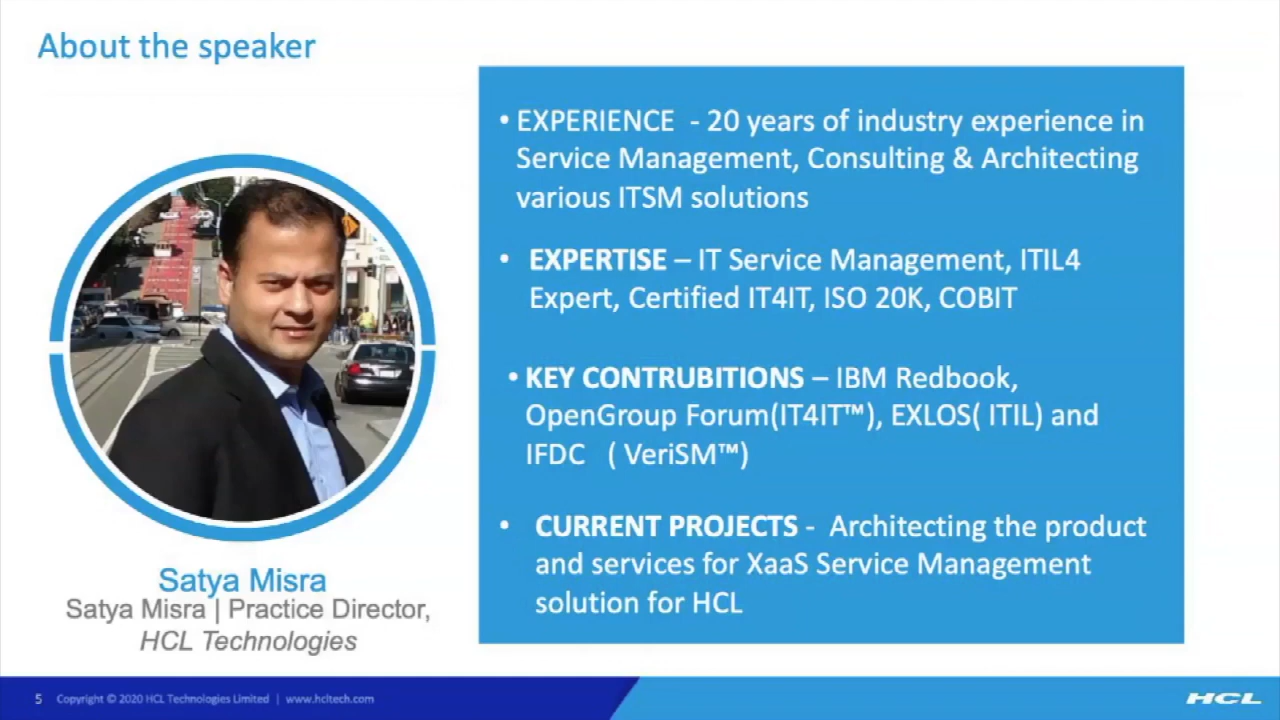 About the speaker
• EXPERIENCE - 20 years of industry experience in
Service Management, Consulting & Architecting
various ITSM solutions
• EXPERTISE – IT Service Management, ITIL4
Expert, Certified IT4IT, ISO 20K, COBIT
• KEY CONTRUBITIONS – IBM Redbook,
OpenGroup Forum(IT4IT™), EXLOS( ITIL) and
IFDC ( VeriSM™)
• CURRENT PROJECTS - Architecting the product
and services for XaaS Service Management
solution for HCL
Satya Misra
Satya Misra | Practice Director,
HCL Technologies
5 Copyright © 2020 HCL Technologies Limited | www.hcltech.com
HCL